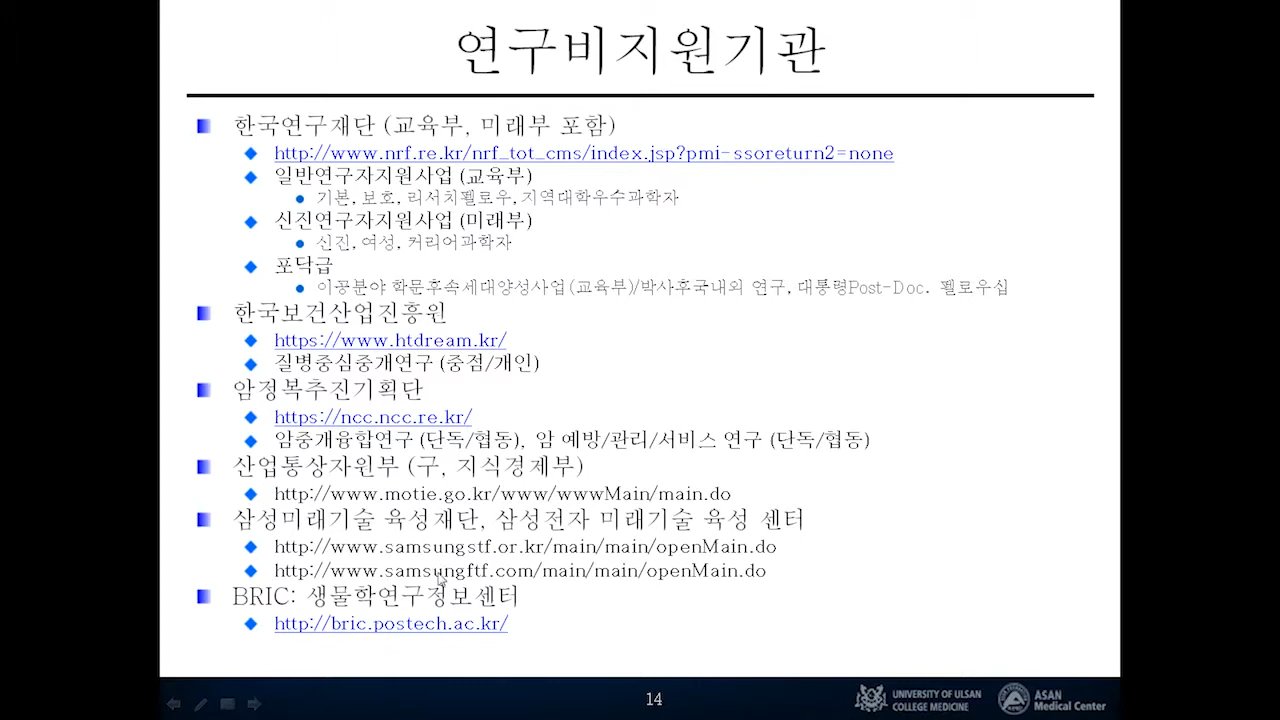 연구비지원기관
한국연구재단 (교육부, 미래부 포함)
http://www.nrf.re.kr/nrf_tot_cms/index.jsp?pmi-ssoreturn2=none
일반연구자지원사업 (교육부)
기본, 보호, 리서치펠로우, 지역대학우수과학자
신진연구자지원사업 (미래부)
신진, 여성, 커리어과학자
포닥급
이공분야 학문후속세대양성사업(교육부)/박사후국내외 연구, 대통령Post-Doc. 펠로우십
한국보건산업진흥원
https://www.htdream.kr/
질병중심중개연구 (중점/개인)
암정복추진기획단
https://ncc.ncc.re.kr/
암중개융합연구 (단독/협동), 암 예방/관리/서비스 연구 (단독/협동)
산업통상자원부 (구, 지식경제부)
http://www.motie.go.kr/www/wwwMain/main.do
삼성미래기술 육성재단, 삼성전자 미래기술 육성 센터
http://www.samsungstf.or.kr/main/main/openMain.do
http://www.samsungftf.com/main/main/openMain.do
BRIC: 생물학연구정보센터
http://bric.postech.ac.kr/
14
UNIVERSITY OF ULSAN
COLLEGE MEDICINE
ASAN
Medical Center